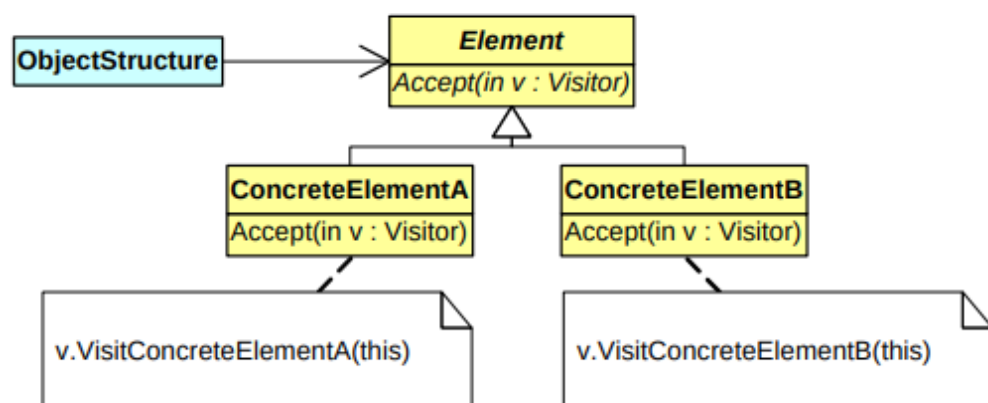 Element
ObjectStructure
Accept(in v : Visitor)
ConcreteElementA
ConcreteElementB
Accept(in v : Visitor)
Accept(in v : Visitor)
v.VisitConcreteElementA(this)
v.VisitConcreteElementB(this)